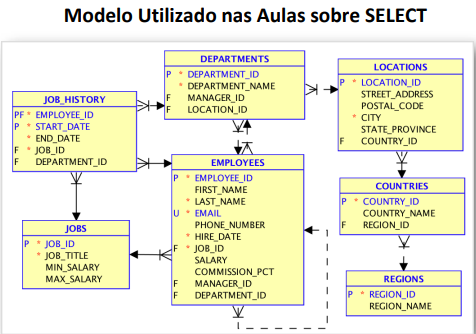 Modelo Utilizado nas Aulas sobre SELECT
DEPARTMENTS
P * DEPARTMENT_ID
* DEPARTMENT_NAME
F MANAGER_ID
F LOCATION_ID
LOCATIONS
P * LOCATION_ID
STREET_ADDRESS
POSTAL_CODE
* CITY
STATE_PROVINCE
F COUNTRY_ID
JOB_HISTORY
PF * EMPLOYEE_ID
P * START_DATE
* END_DATE
F * JOB_ID
F DEPARTMENT_ID
EMPLOYEES
P * EMPLOYEE_ID
FIRST_NAME
* LAST_NAME
U * EMAIL
PHONE_NUMBER
* HIRE_DATE
F * JOB_ID
SALARY
COMMISSION_PCT
F MANAGER_ID
F DEPARTMENT_ID
COUNTRIES
P * COUNTRY_ID
COUNTRY_NAME
F REGION_ID
JOBS
P * JOB_ID
* JOB_TITLE
MIN_SALARY
MAX_SALARY
REGIONS
P * REGION_ID
REGION_NAME